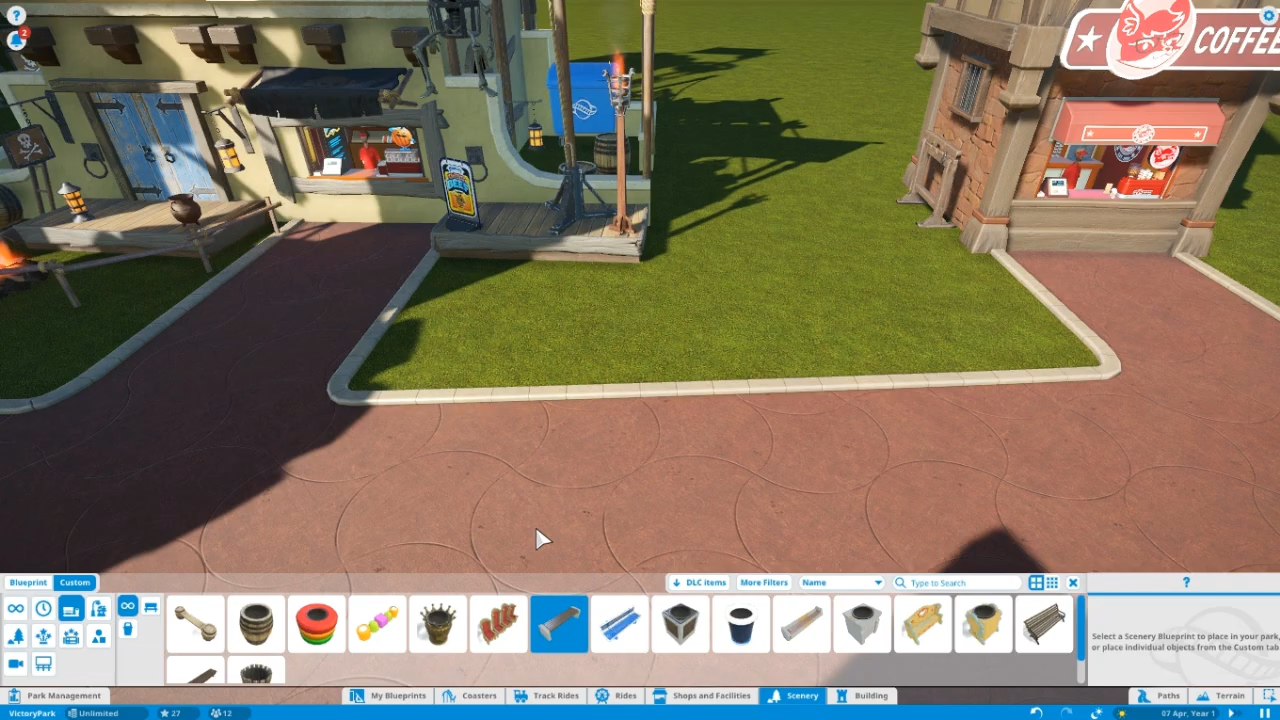 ?
2
COFFEE
Blueprint
Custom
DLC items
More Filters
Name
Type to Search
?
Select a Scenery Blueprint to place in your park,
or place individual objects from the Custom tab
Park Management
My Blueprints
Coasters
Track Rides
Rides
Shops and Facilities
Scenery
Building
Paths
Terrain
VictoryPark
Unlimited
27
12
07 Apr, Year 1